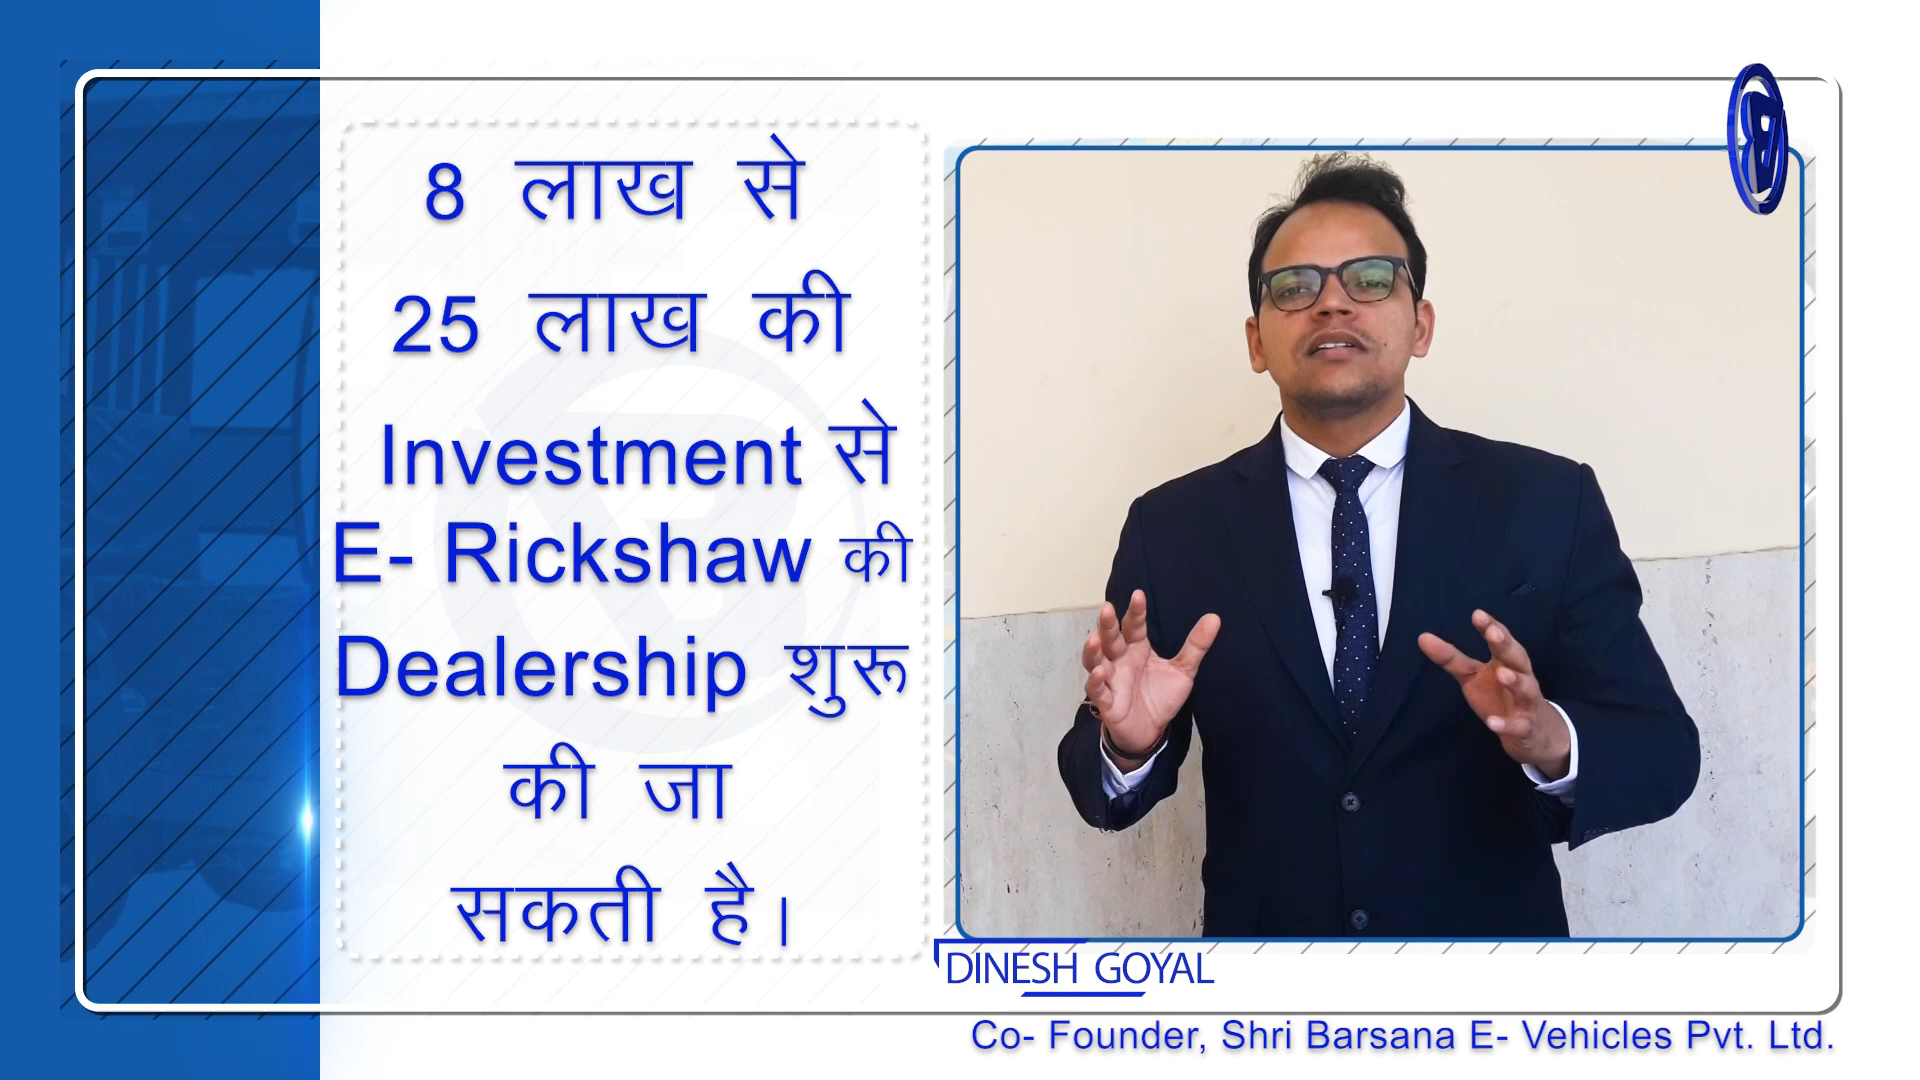 8 लाख से
25 लाख की
Investment से
E- Rickshaw की
Dealership शुरू
की जा
सकती है।
DINESH GOYAL
Co- Founder, Shri Barsana E- Vehicles Pvt. Ltd.